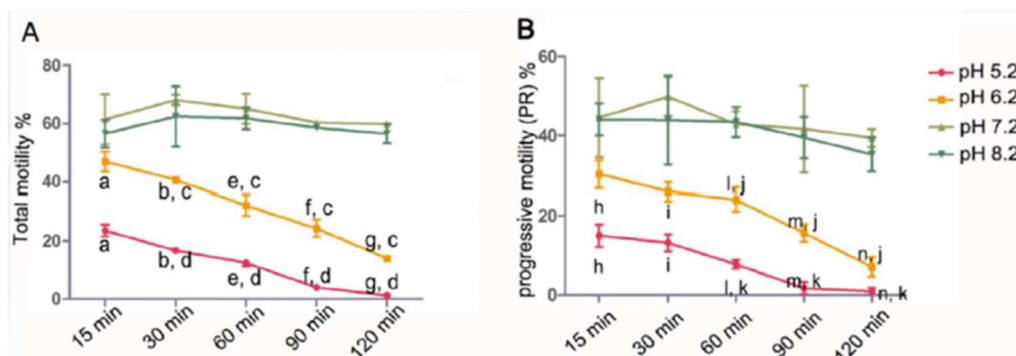 A
Total motility %
80
60
40
20
0
a
b, c
e, c
f, c
g, c
a
b, d
e, d
f, d
g, d
15 min
30 min
60 min
90 min
120 min
B
progressive motility (PR) %
60
40
20
0
h
i
l, j
m, j
n, j
h
i
l, k
m, k
n, k
15 min
30 min
60 min
90 min
120 min
pH 5.2
pH 6.2
pH 7.2
pH 8.2